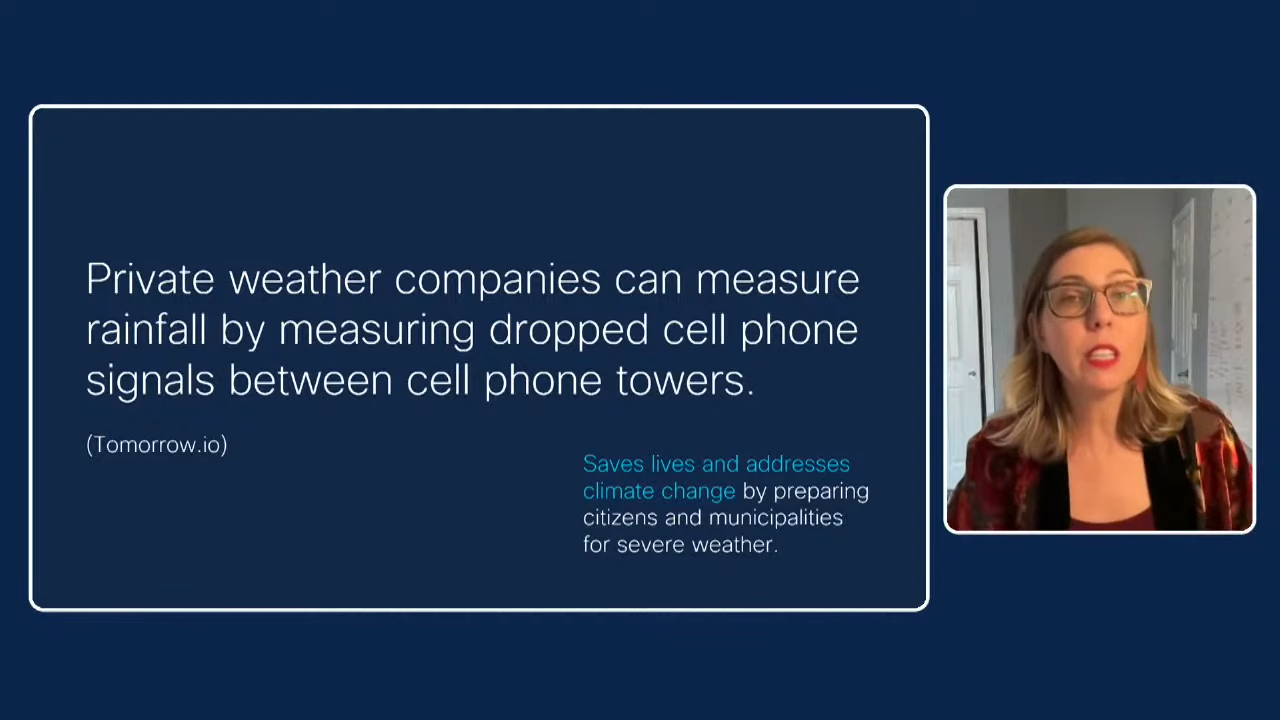 Private weather companies can measure
rainfall by measuring dropped cell phone
signals between cell phone towers.
(Tomorrow.io)
Saves lives and addresses
climate change by preparing
citizens and municipalities
for severe weather.